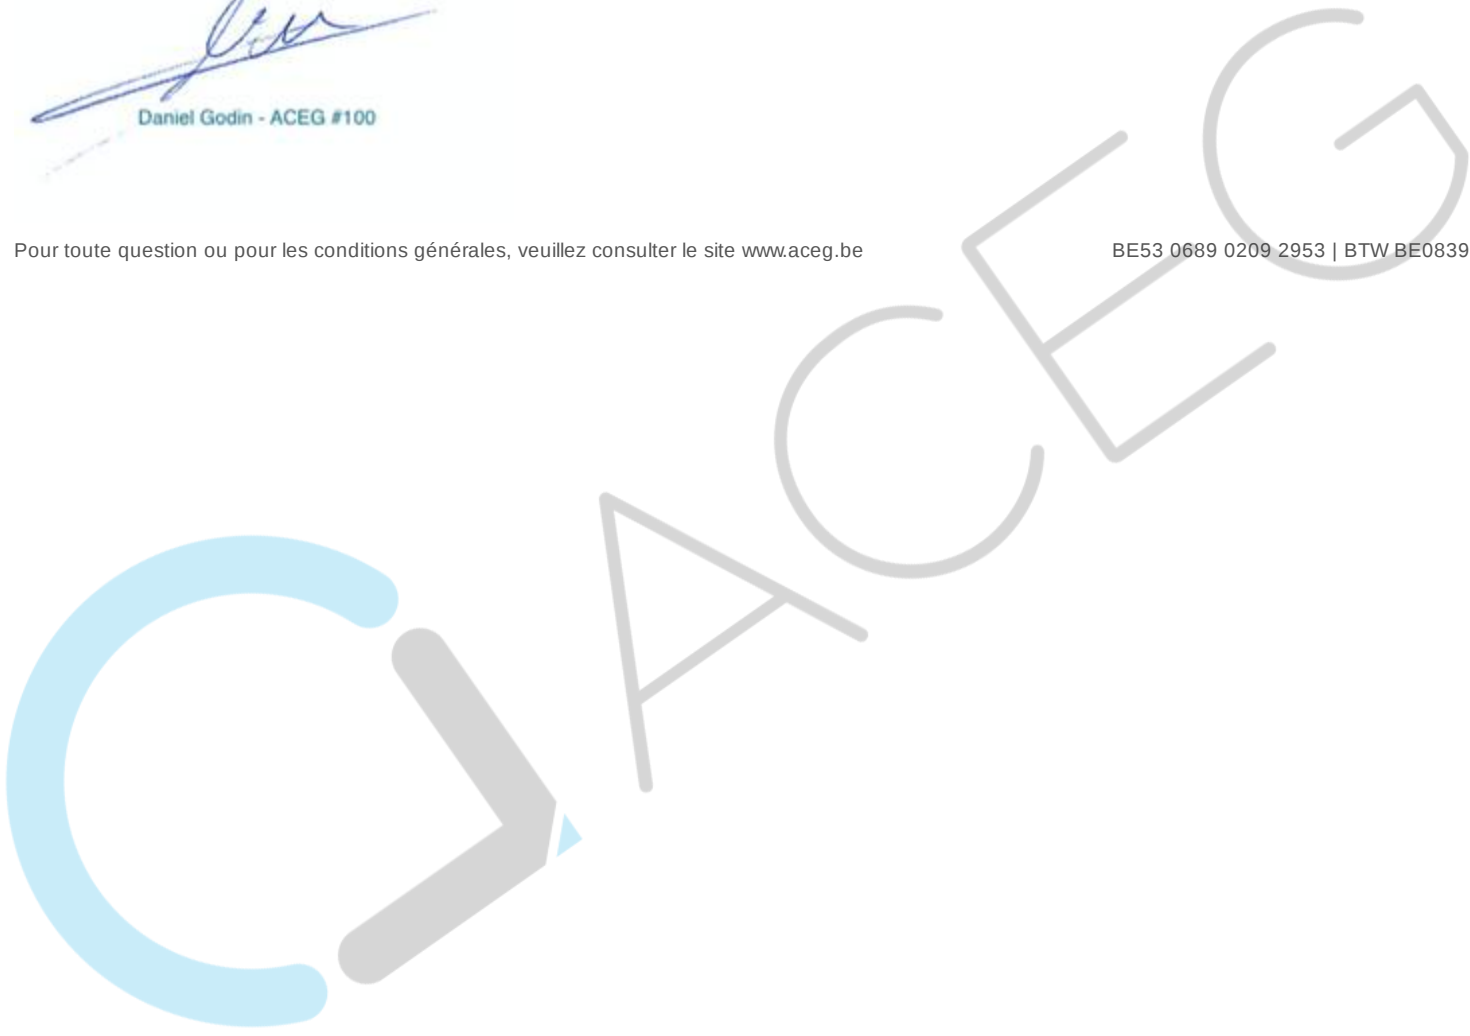 Daniel Godin - ACEG #100
Pour toute question ou pour les conditions générales, veuillez consulter le site www.aceg.be
BE53 0689 0209 2953 | BTW BE0839
ACEG